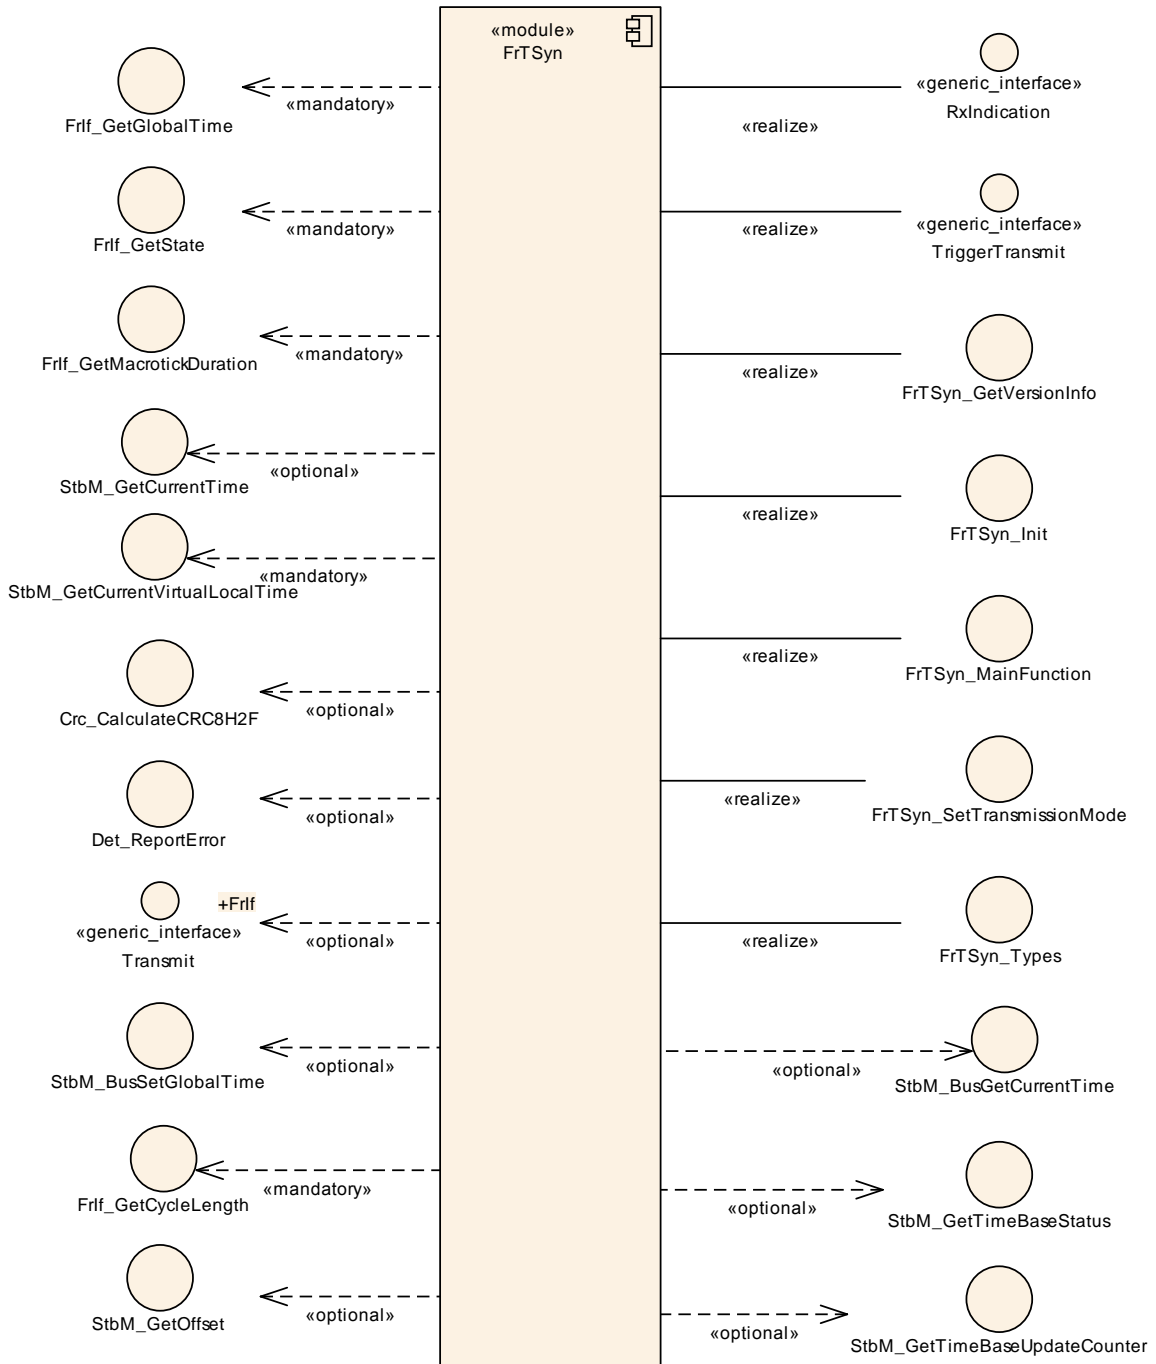 «module»
FrTSyn
FrIf_GetGlobalTime
«mandatory»
FrIf_GetState
«mandatory»
FrIf_GetMacrotickDuration
«mandatory»
StbM_GetCurrentTime
«optional»
StbM_GetCurrentVirtualLocalTime
«mandatory»
Crc_CalculateCRC8H2F
«optional»
Det_ReportError
«optional»
+FrIf
«generic_interface»
Transmit
«optional»
StbM_BusSetGlobalTime
«optional»
FrIf_GetCycleLength
«mandatory»
StbM_GetOffset
«optional»
«generic_interface»
RxIndication
«realize»
«generic_interface»
TriggerTransmit
«realize»
FrTSyn_GetVersionInfo
«realize»
FrTSyn_Init
«realize»
FrTSyn_MainFunction
«realize»
FrTSyn_SetTransmissionMode
«realize»
FrTSyn_Types
«realize»
StbM_BusGetCurrentTime
«optional»
StbM_GetTimeBaseStatus
«optional»
StbM_GetTimeBaseUpdateCounter
«optional»